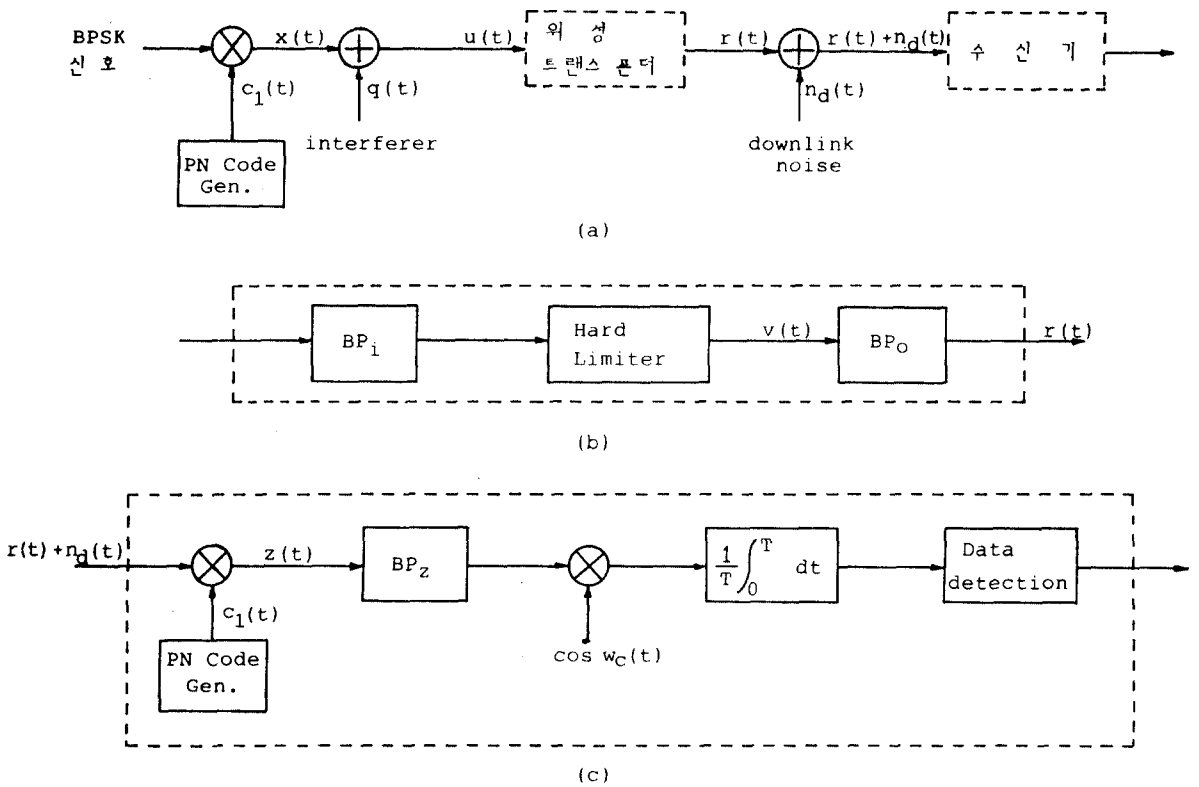 BPSK
신호
x(t)
u(t)
위 성
트랜스폰더
r(t)
r(t)+n_d(t)
수 신 기
c_1(t)
q(t)
n_d(t)
interferer
downlink
noise
PN Code
Gen.
(a)
BP_i
Hard
Limiter
v(t)
BP_o
r(t)
(b)
r(t)+n_d(t)
z(t)
BP_z
1/T ∫_0^T dt
Data
detection
c_1(t)
PN Code
Gen.
cos w_c(t)
(c)